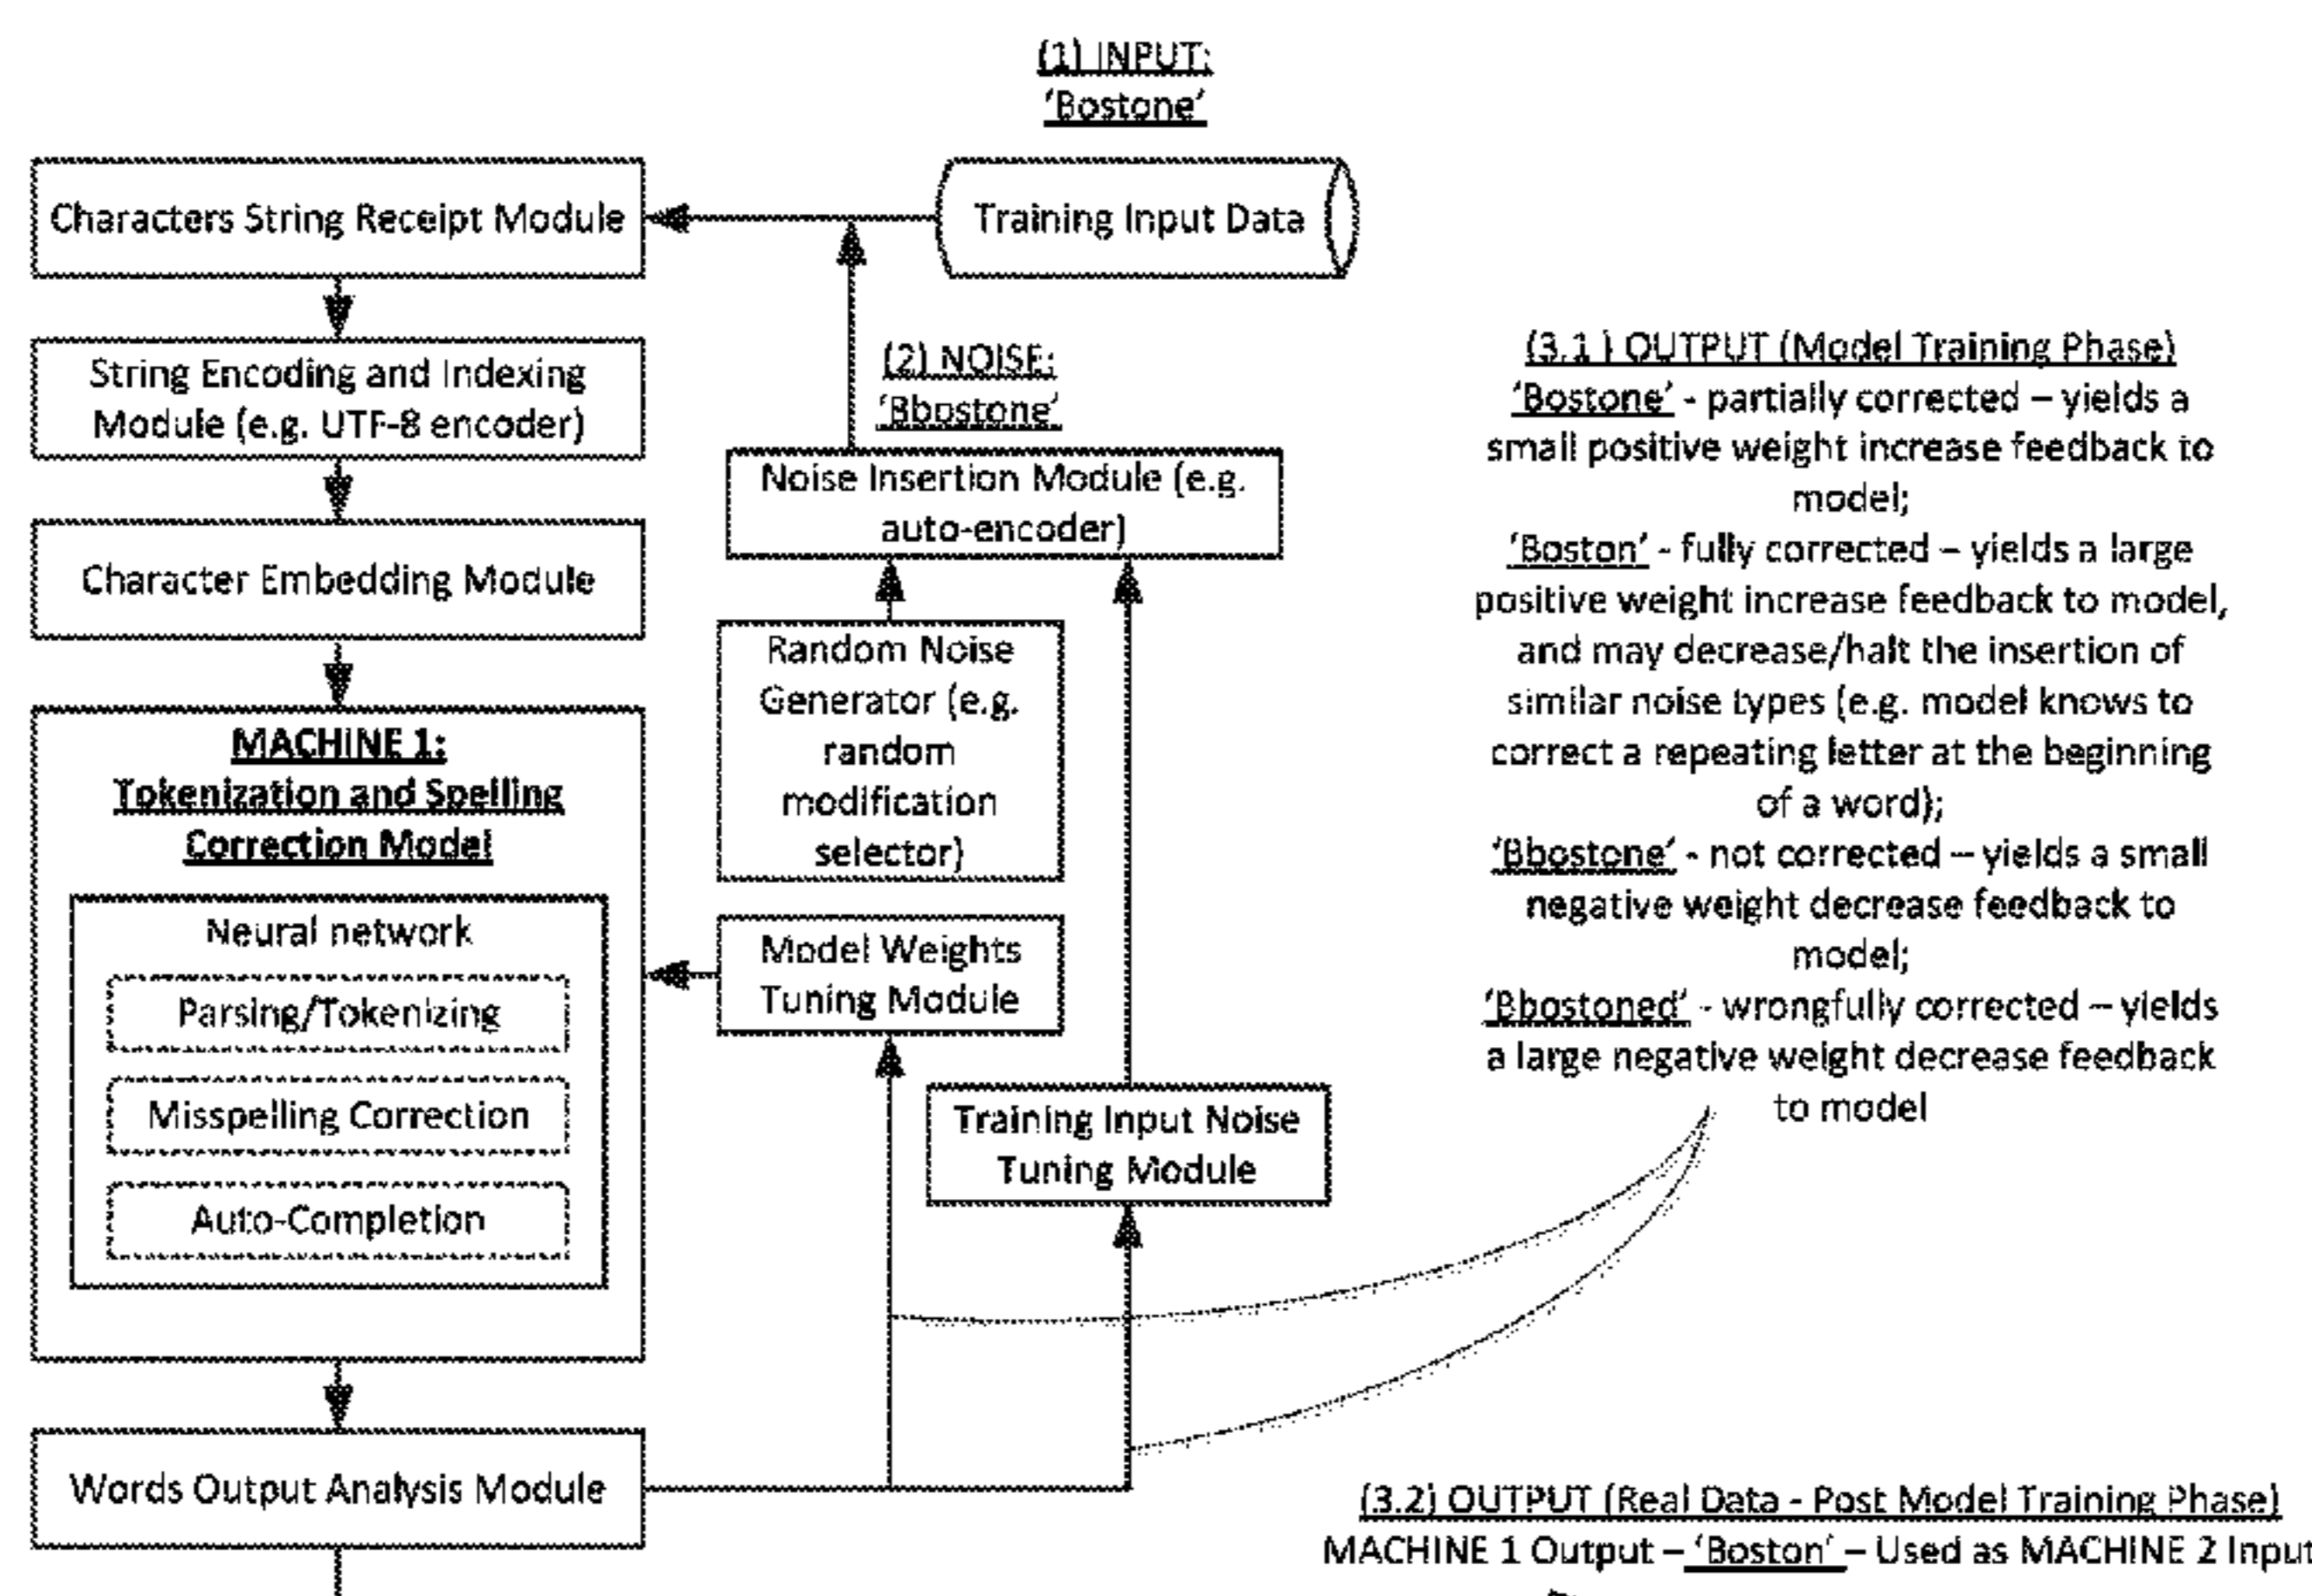 (1) INPUT:
'Bostone'
Characters String Receipt Module
Training Input Data
String Encoding and Indexing
Module (e.g. UTF-8 encoder)
(2) NOISE:
'Bbostone'
Noise Insertion Module (e.g.
auto-encoder)
Character Embedding Module
Random Noise
Generator (e.g.
random
modification
selector)
MACHINE 1:
Tokenization and Spelling
Correction Model
Neural network
Parsing/Tokenizing
Misspelling Correction
Auto-Completion
Model Weights
Tuning Module
Training Input Noise
Tuning Module
Words Output Analysis Module
(3.1) OUTPUT (Model Training Phase)
'Bostone' - partially corrected – yields a
small positive weight increase feedback to
model;
'Boston' - fully corrected – yields a large
positive weight increase feedback to model,
and may decrease/halt the insertion of
similar noise types (e.g. model knows to
correct a repeating letter at the beginning
of a word);
'Bbostone' - not corrected – yields a small
negative weight decrease feedback to
model;
'Bbostoned' - wrongfully corrected – yields
a large negative weight decrease feedback
to model
(3.2) OUTPUT (Real Data - Post Model Training Phase)
MACHINE 1 Output – 'Boston' – Used as MACHINE 2 Input